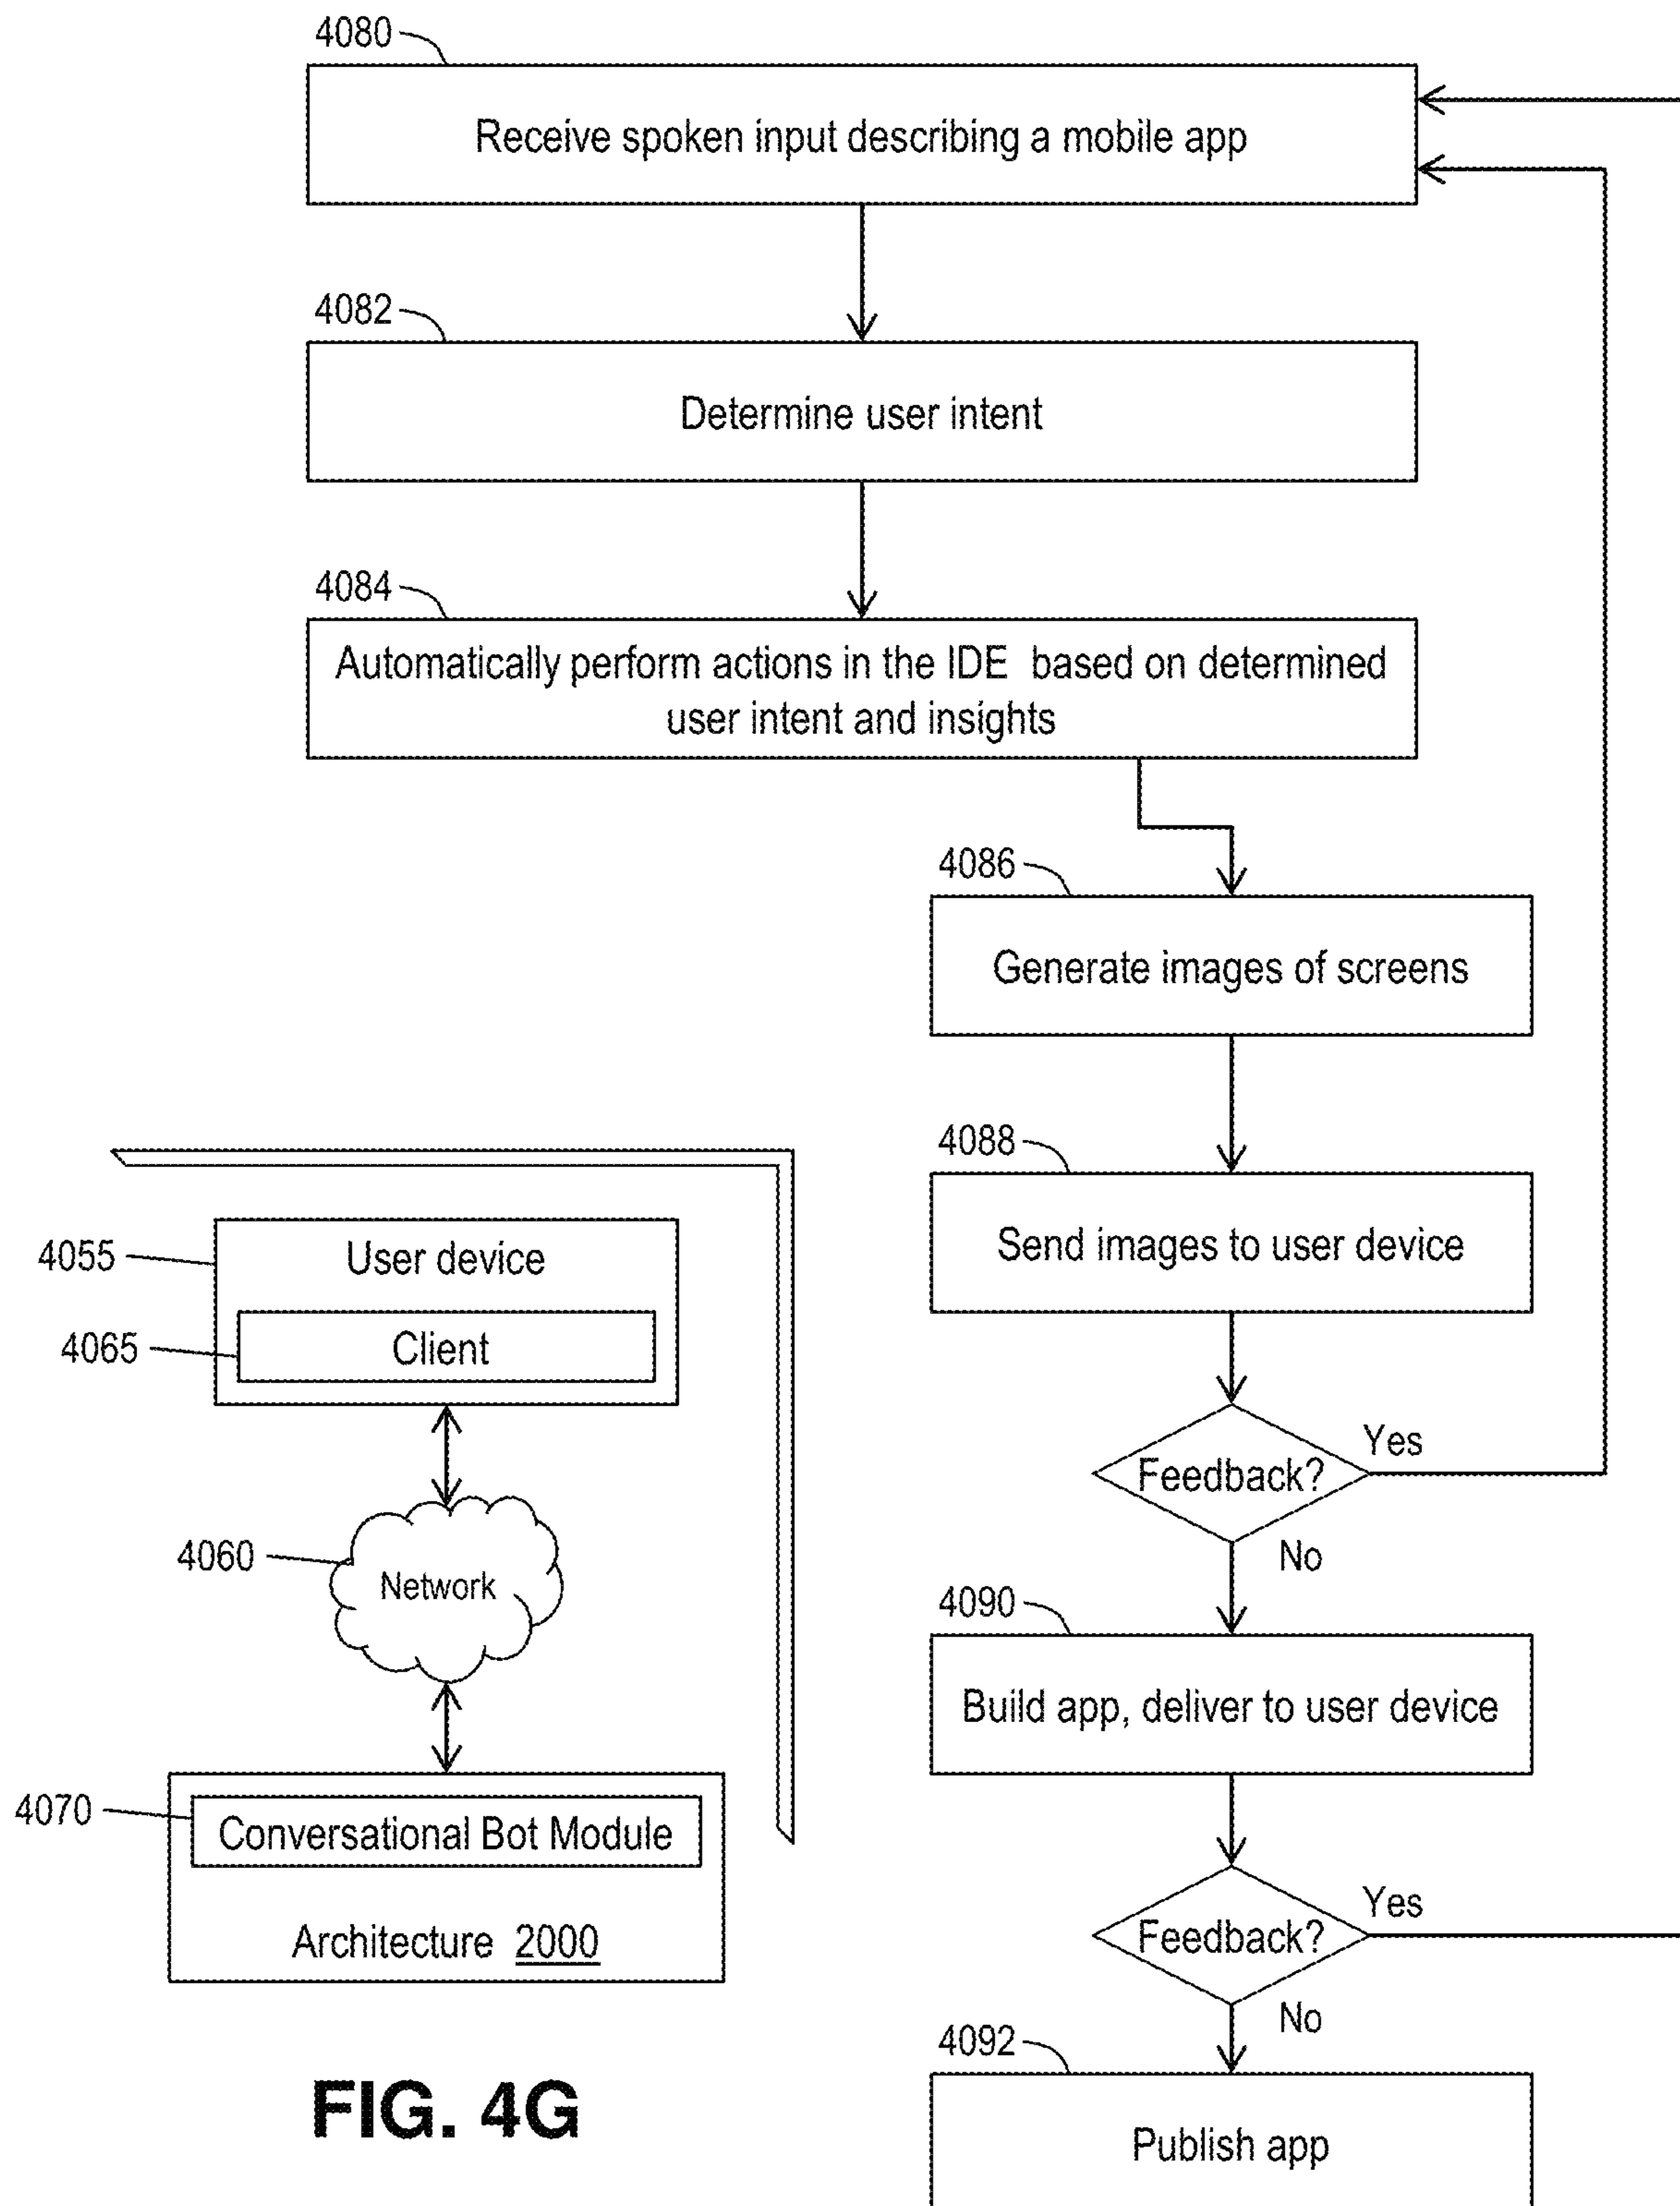 4080
Receive spoken input describing a mobile app
4082
Determine user intent
4084
Automatically perform actions in the IDE based on determined
user intent and insights
4086
Generate images of screens
4088
Send images to user device
Feedback?
Yes
No
4090
Build app, deliver to user device
Feedback?
Yes
No
4092
Publish app
4055
User device
4065
Client
4060
Network
4070
Conversational Bot Module
Architecture 2000
FIG. 4G